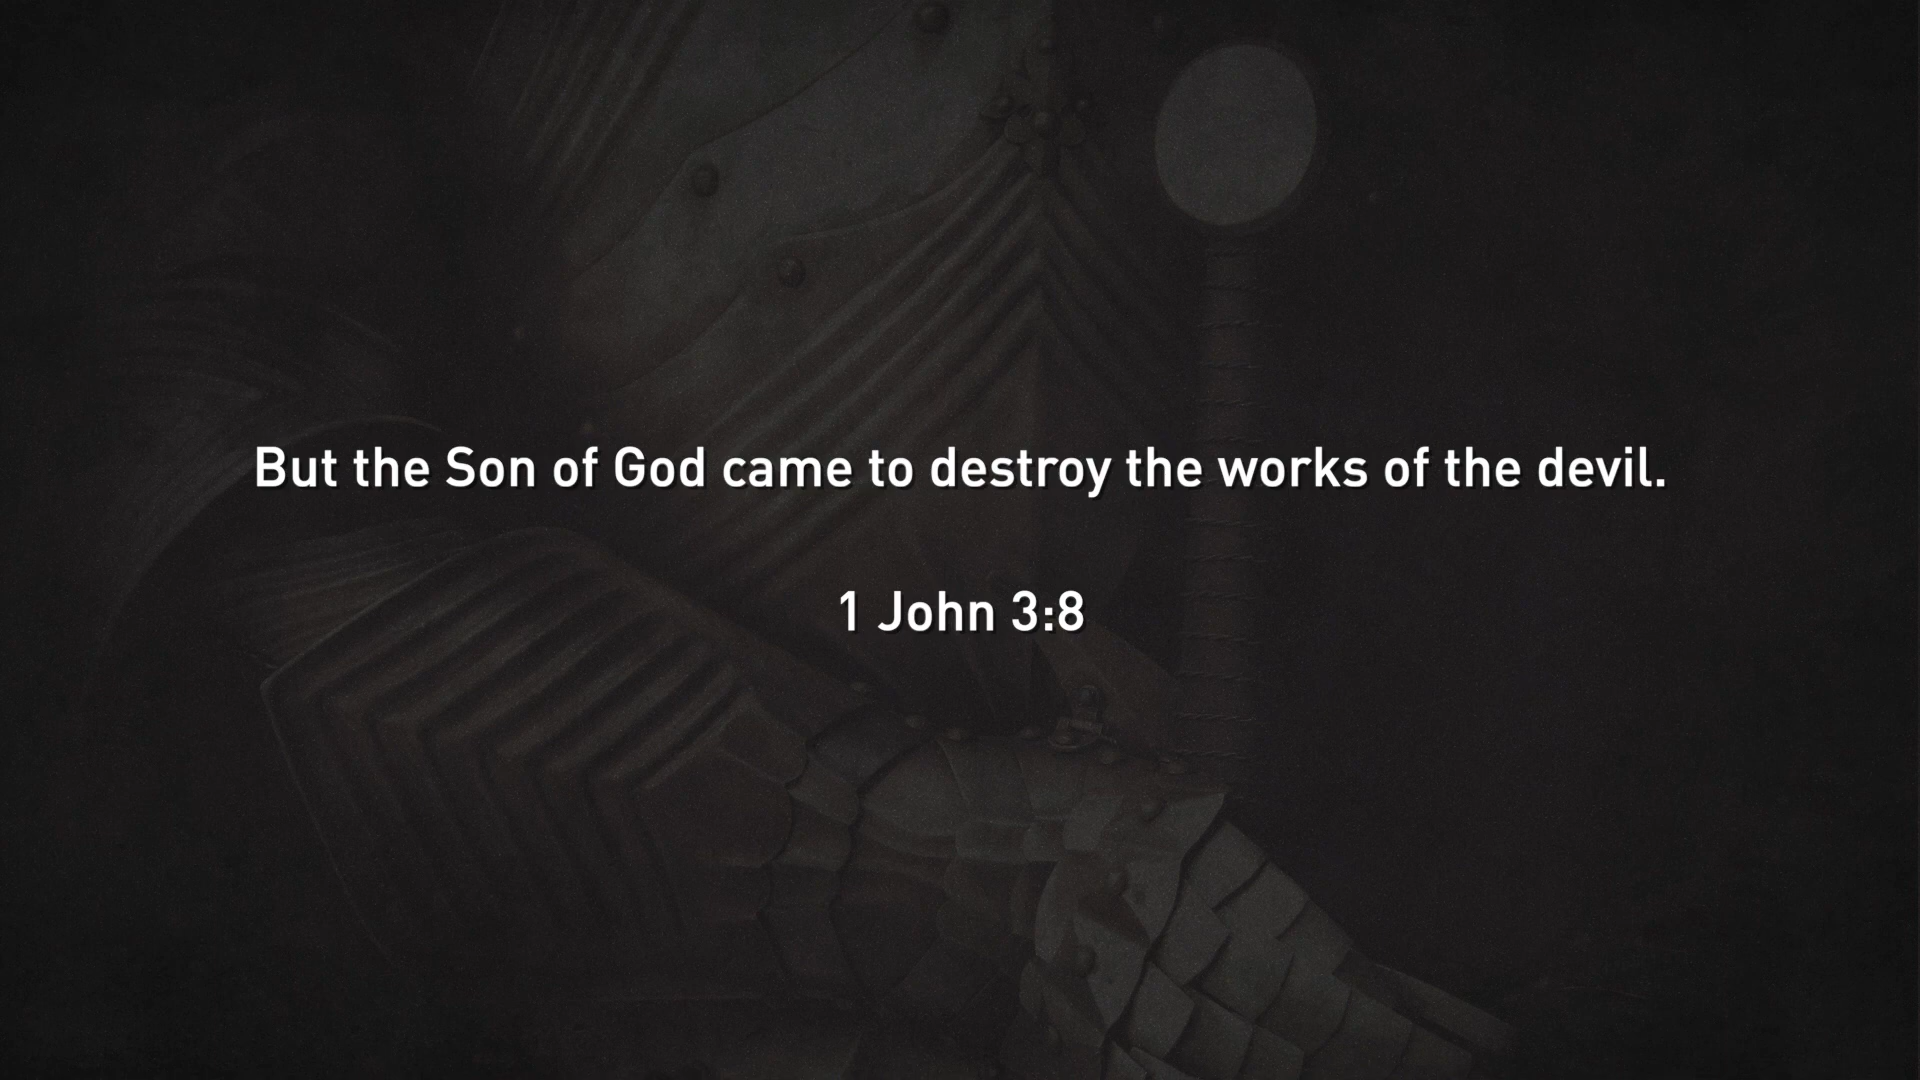 But the Son of God came to destroy the works of the devil.
1 John 3:8